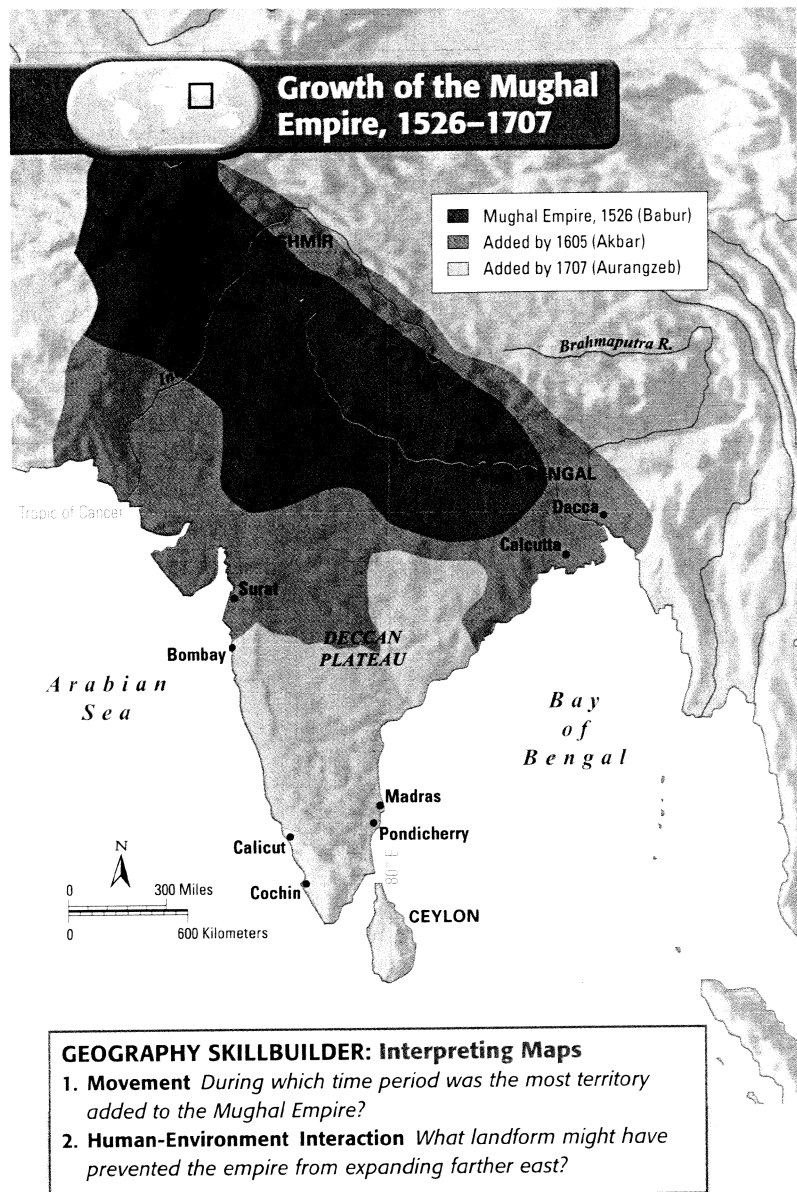 Growth of the Mughal
Empire, 1526–1707
Mughal Empire, 1526 (Babur)
Added by 1605 (Akbar)
Added by 1707 (Aurangzeb)
Brahmaputra R.
Tropic of Cancer
Dacca
Calcutta
Surat
DECCAN
PLATEAU
Bombay
Arabian
Sea
Bay
of
Bengal
Madras
Pondicherry
Calicut
Cochin
80° E
CEYLON
N
0 300 Miles
0 600 Kilometers
GEOGRAPHY SKILLBUILDER: Interpreting Maps
1. Movement During which time period was the most territory
added to the Mughal Empire?
2. Human-Environment Interaction What landform might have
prevented the empire from expanding farther east?